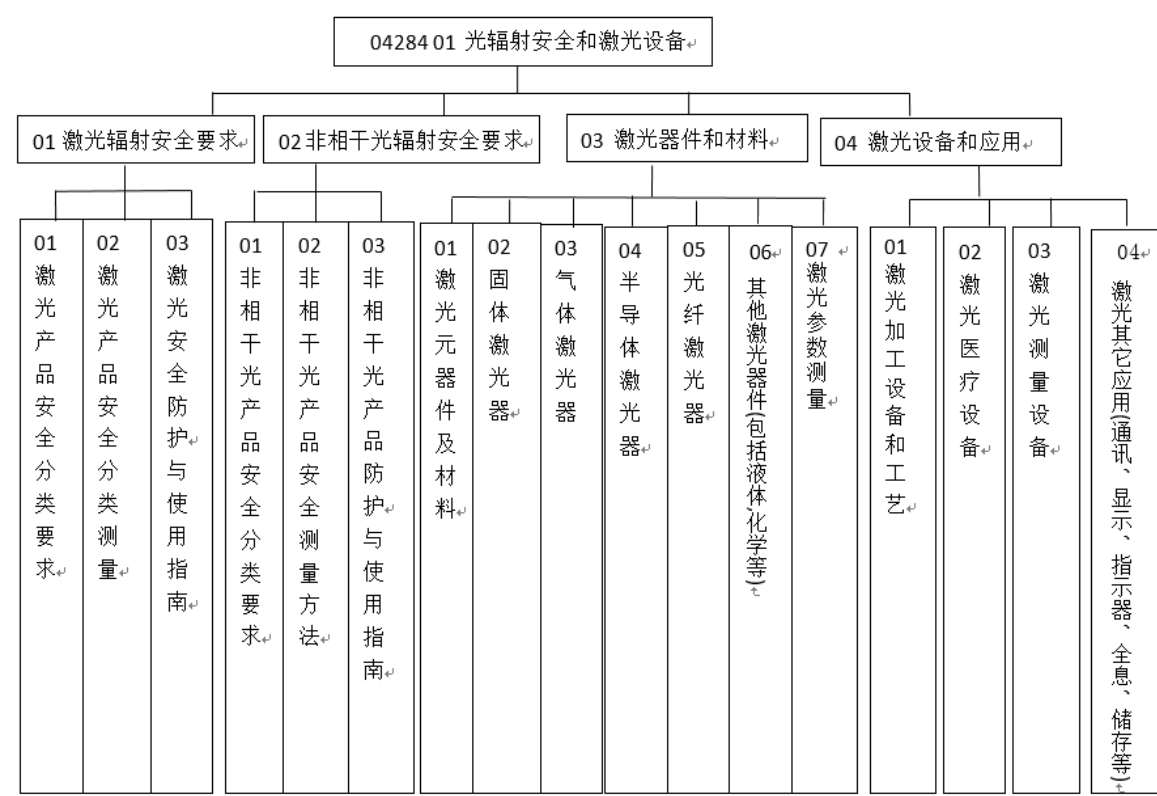 04284 01 光辐射安全和激光设备
01 激光辐射安全要求
02 非相干光辐射安全要求
03 激光器件和材料
04 激光设备和应用
01 激光产品安全分类要求
02 激光产品安全分类测量
03 激光安全防护与使用指南
01 非相干光产品安全分类要求
02 非相干光产品安全测量方法
03 非相干光产品防护与使用指南
01 激光元器件及材料
02 固体激光器
03 气体激光器
04 半导体激光器
05 光纤激光器
06 其他激光器件(包括液体,化学等)
07 激光参数测量
01 激光加工设备和工艺
02 激光医疗设备
03 激光测量设备
04 激光其它应用(通讯、显示、指示器、全息、储存等)